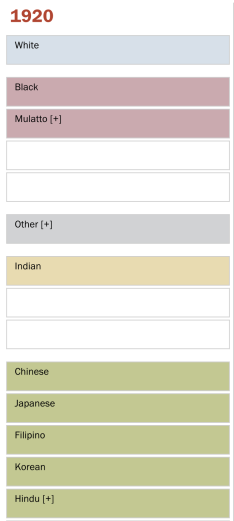 1920
White
Black
Mulatto [+]
Other [+]
Indian
Chinese
Japanese
Filipino
Korean
Hindu [+]